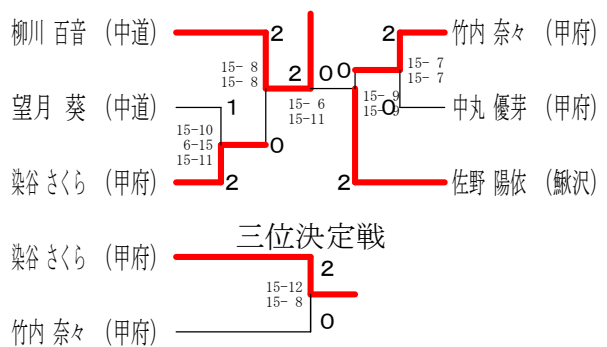 柳川 百音 (中道)
2
2
竹内 奈々 (甲府)
15- 8
15- 8
2
0
0
15- 7
15- 7
望月 葵 (中道)
1
15- 6
15-11
15- 9
15- 9
0
中丸 優芽 (甲府)
15-10
6-15
15-11
0
染谷 さくら (甲府)
2
2
佐野 陽依 (鰍沢)
三位決定戦
染谷 さくら (甲府)
2
15-12
15- 8
0
竹内 奈々 (甲府)